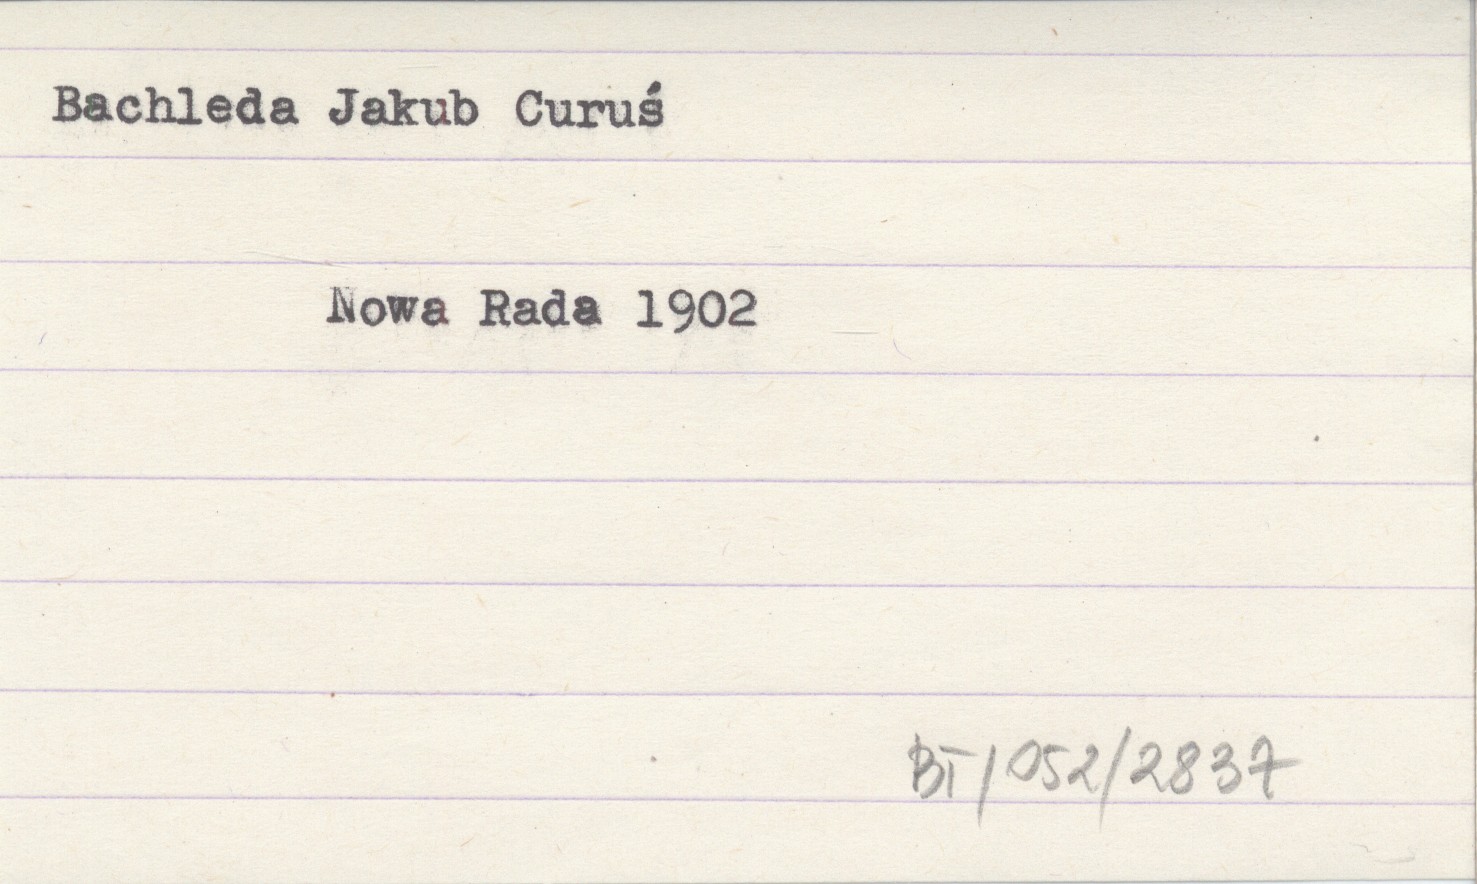 Bachleda Jakub Curuś
Nowa Rada 1902
BT/052/2837